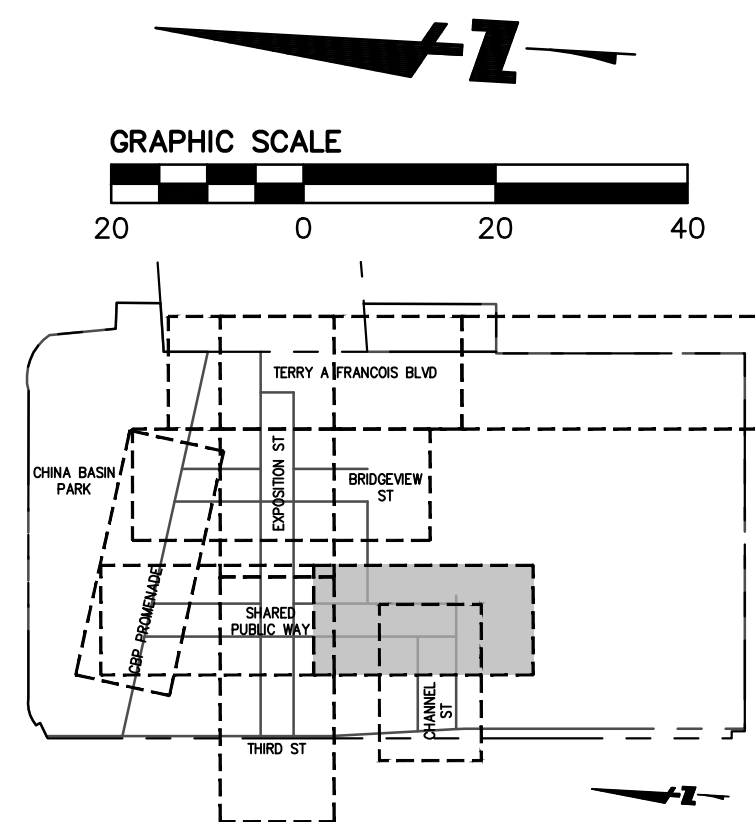 Z
GRAPHIC SCALE
20 0 20 40
TERRY A FRANCOIS BLVD
CHINA BASIN
PARK
EXPOSITION ST
BRIDGEVIEW
ST
CBP PROMENADE
SHARED
PUBLIC WAY
CHANNEL
ST
THIRD ST
Z